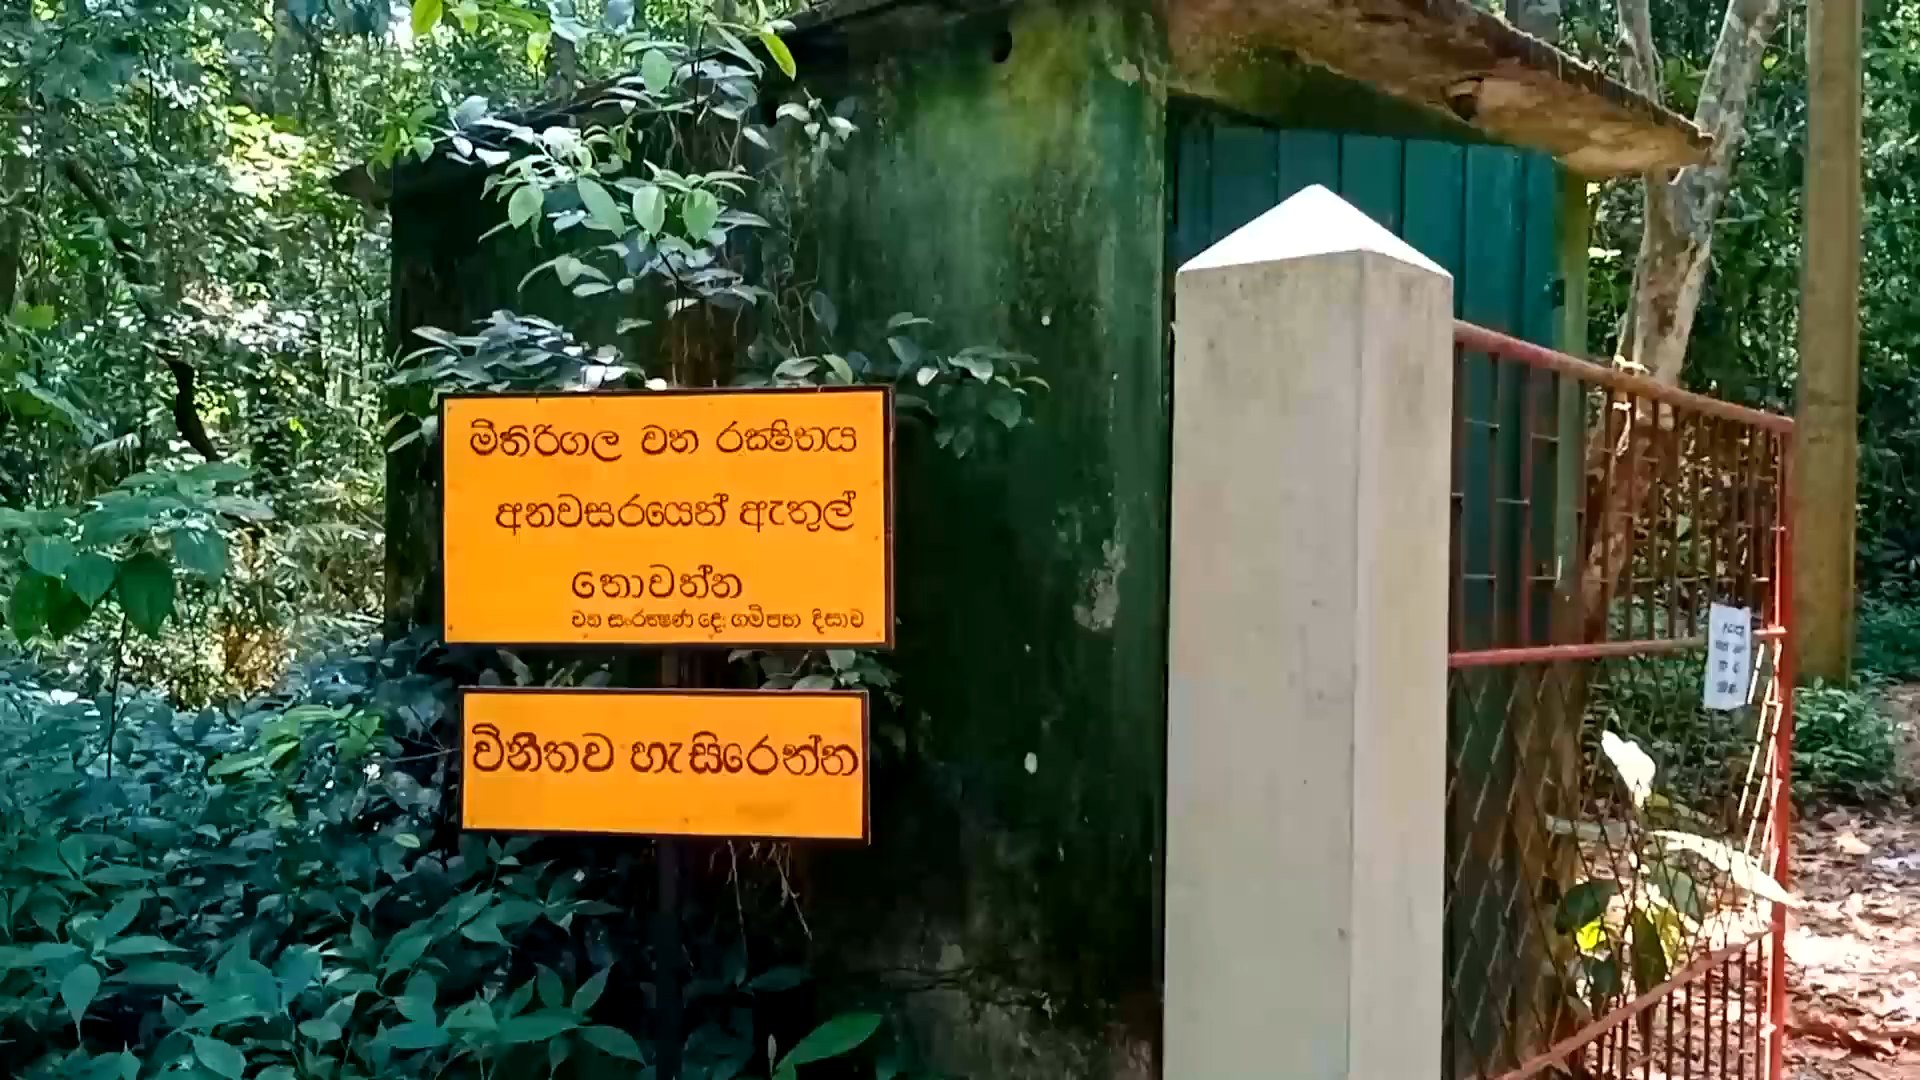 මිතිරිගල වන රක්ෂිතය
අනවසරයෙන් ඇතුල්
නොවන්න
වන සංරක්ෂණ දෙ: ගම්පහ දිසාව
විනීතව හැසිරෙන්න